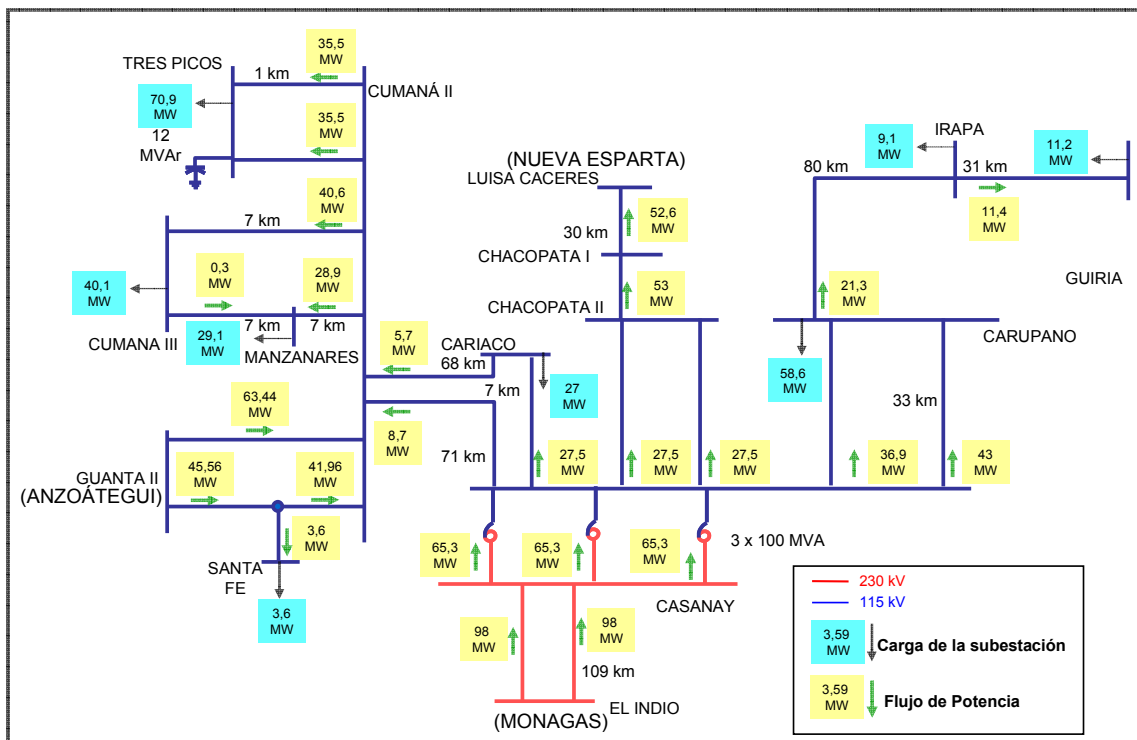 35,5
MW
TRES PICOS
1 km
CUMANÁ II
70,9
MW
12
MVAr
35,5
MW
9,1
MW
IRAPA
11,2
MW
(NUEVA ESPARTA)
LUISA CACERES
80 km
31 km
40,6
MW
7 km
52,6
MW
11,4
MW
30 km
CHACOPATA I
0,3
MW
28,9
MW
40,1
MW
53
MW
21,3
MW
GUIRIA
CHACOPATA II
7 km
7 km
CUMANA III
29,1
MW
MANZANARES
5,7
MW
CARIACO
68 km
CARUPANO
7 km
27
MW
58,6
MW
33 km
63,44
MW
8,7
MW
GUANTA II
(ANZOÁTEGUI)
45,56
MW
41,96
MW
71 km
27,5
MW
27,5
MW
27,5
MW
36,9
MW
43
MW
3,6
MW
65,3
MW
65,3
MW
65,3
MW
3 x 100 MVA
SANTA
FE
CASANAY
230 kV
115 kV
3,6
MW
98
MW
98
MW
3,59
MW
Carga de la subestación
109 km
3,59
MW
Flujo de Potencia
EL INDIO
(MONAGAS)